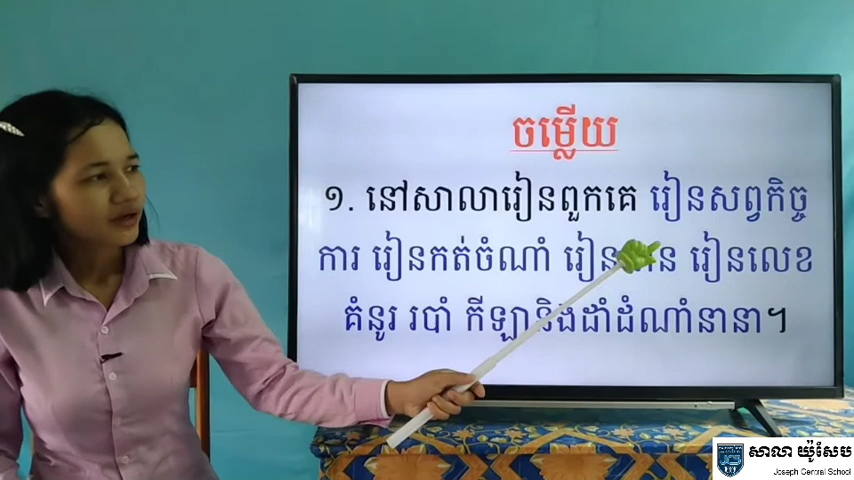 ចម្លើយ
១. នៅសាលារៀនពួកគេ រៀនសព្វកិច្ច
ការ រៀនកត់ចំណាំ រៀន រៀនលេខ
គំនូរ របាំ កីឡានិងដាំដំណាំនានា។
សាលា យ៉ូសែប
Joseph Central School
JCS